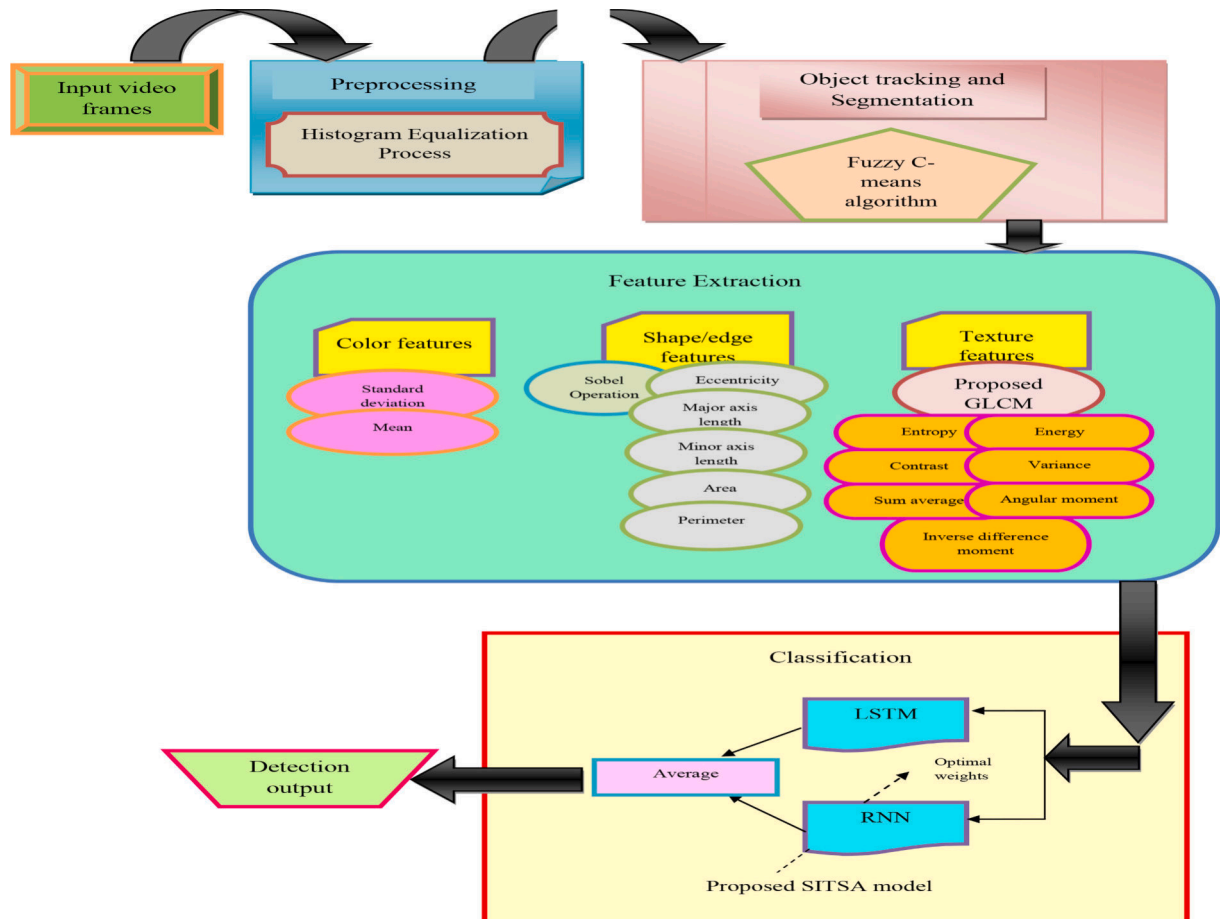 Input video
frames
Preprocessing
Histogram Equalization
Process
Object tracking and
Segmentation
Fuzzy C-
means
algorithm
Feature Extraction
Color features
Standard
deviation
Mean
Shape/edge
features
Sobel
Operation
Eccentricity
Major axis
length
Minor axis
length
Area
Perimeter
Texture
features
Proposed
GLCM
Entropy
Energy
Contrast
Variance
Sum average
Angular moment
Inverse difference
moment
Classification
LSTM
Optimal
weights
Average
RNN
Proposed SITSA model
Detection
output